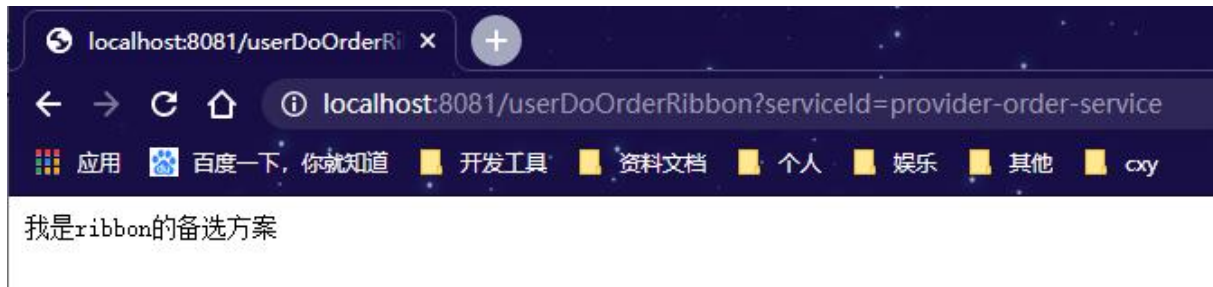 localhost:8081/userDoOrderRi
localhost:8081/userDoOrderRibbon?serviceId=provider-order-service
应用 百度一下，你就知道 开发工具 资料文档 个人 娱乐 其他 cxy
我是ribbon的备选方案